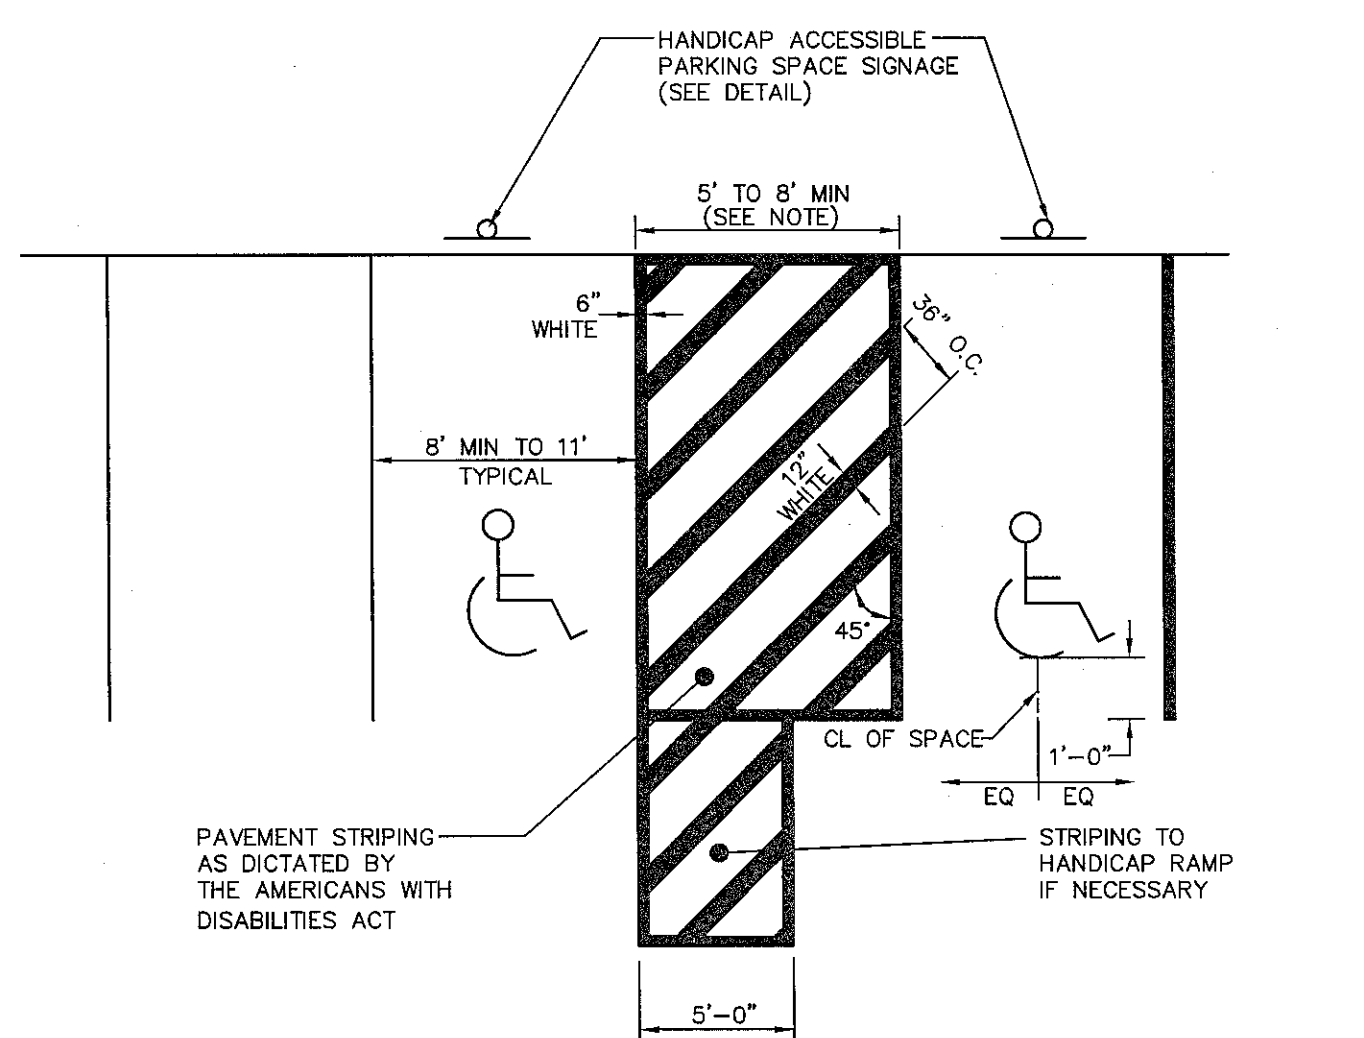 HANDICAP ACCESSIBLE
PARKING SPACE SIGNAGE
(SEE DETAIL)
5' TO 8' MIN
(SEE NOTE)
6"
WHITE
36" O.C.
8' MIN TO 11'
TYPICAL
12"
WHITE
45°
CL OF SPACE
1'-0"
EQ EQ
PAVEMENT STRIPING
AS DICTATED BY
THE AMERICANS WITH
DISABILITIES ACT
STRIPING TO
HANDICAP RAMP
IF NECESSARY
5'-0"